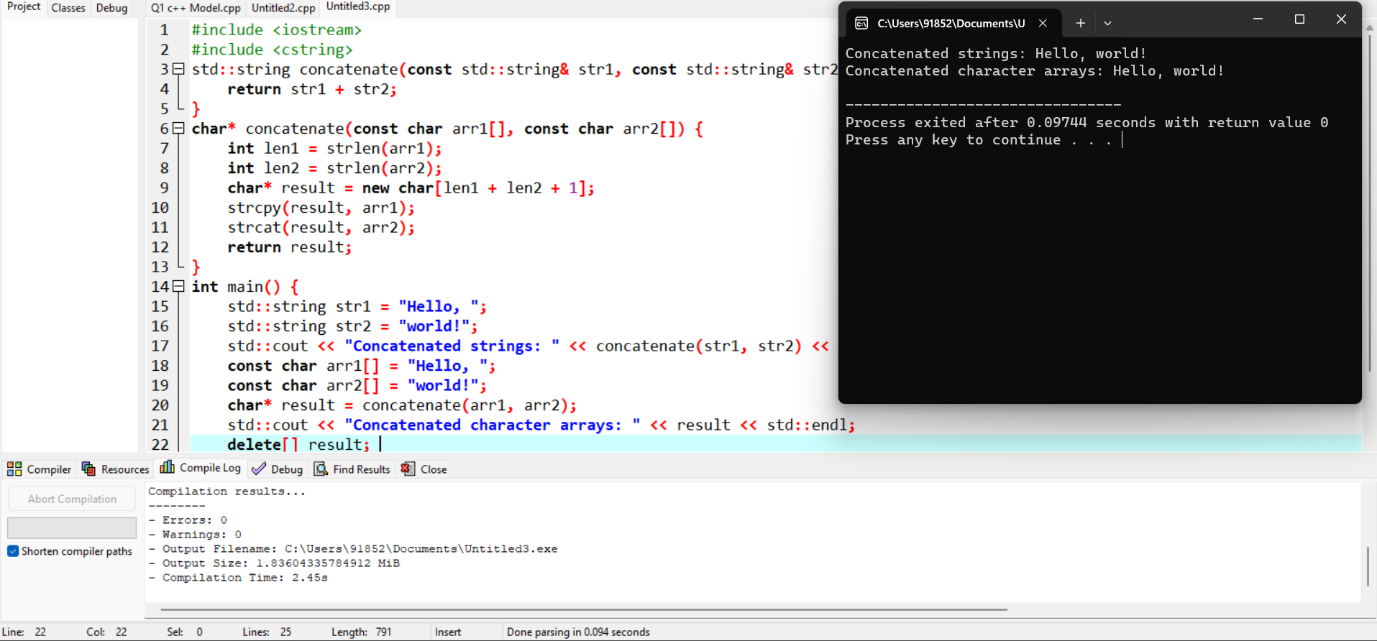 Project Classes Debug
Q1 c++ Model.cpp Untitled2.cpp Untitled3.cpp
1 #include <iostream>
2 #include <cstring>
3 std::string concatenate(const std::string& str1, const std::string& str2
4 return str1 + str2;
5 }
6 char* concatenate(const char arr1[], const char arr2[]) {
7 int len1 = strlen(arr1);
8 int len2 = strlen(arr2);
9 char* result = new char[len1 + len2 + 1];
10 strcpy(result, arr1);
11 strcat(result, arr2);
12 return result;
13 }
14 int main() {
15 std::string str1 = "Hello, ";
16 std::string str2 = "world!";
17 std::cout << "Concatenated strings: " << concatenate(str1, str2) <<
18 const char arr1[] = "Hello, ";
19 const char arr2[] = "world!";
20 char* result = concatenate(arr1, arr2);
21 std::cout << "Concatenated character arrays: " << result << std::endl;
22 delete[] result;
C:\Users\91852\Documents\U
Concatenated strings: Hello, world!
Concatenated character arrays: Hello, world!
--------------------------------
Process exited after 0.09744 seconds with return value 0
Press any key to continue . . .
Compiler Resources Compile Log Debug Find Results Close
Abort Compilation
Shorten compiler paths
Compilation results...
--------
- Errors: 0
- Warnings: 0
- Output Filename: C:\Users\91852\Documents\Untitled3.exe
- Output Size: 1.83604335784912 MiB
- Compilation Time: 2.45s
Line: 22 Col: 22 Sel: 0 Lines: 25 Length: 791 Insert Done parsing in 0.094 seconds